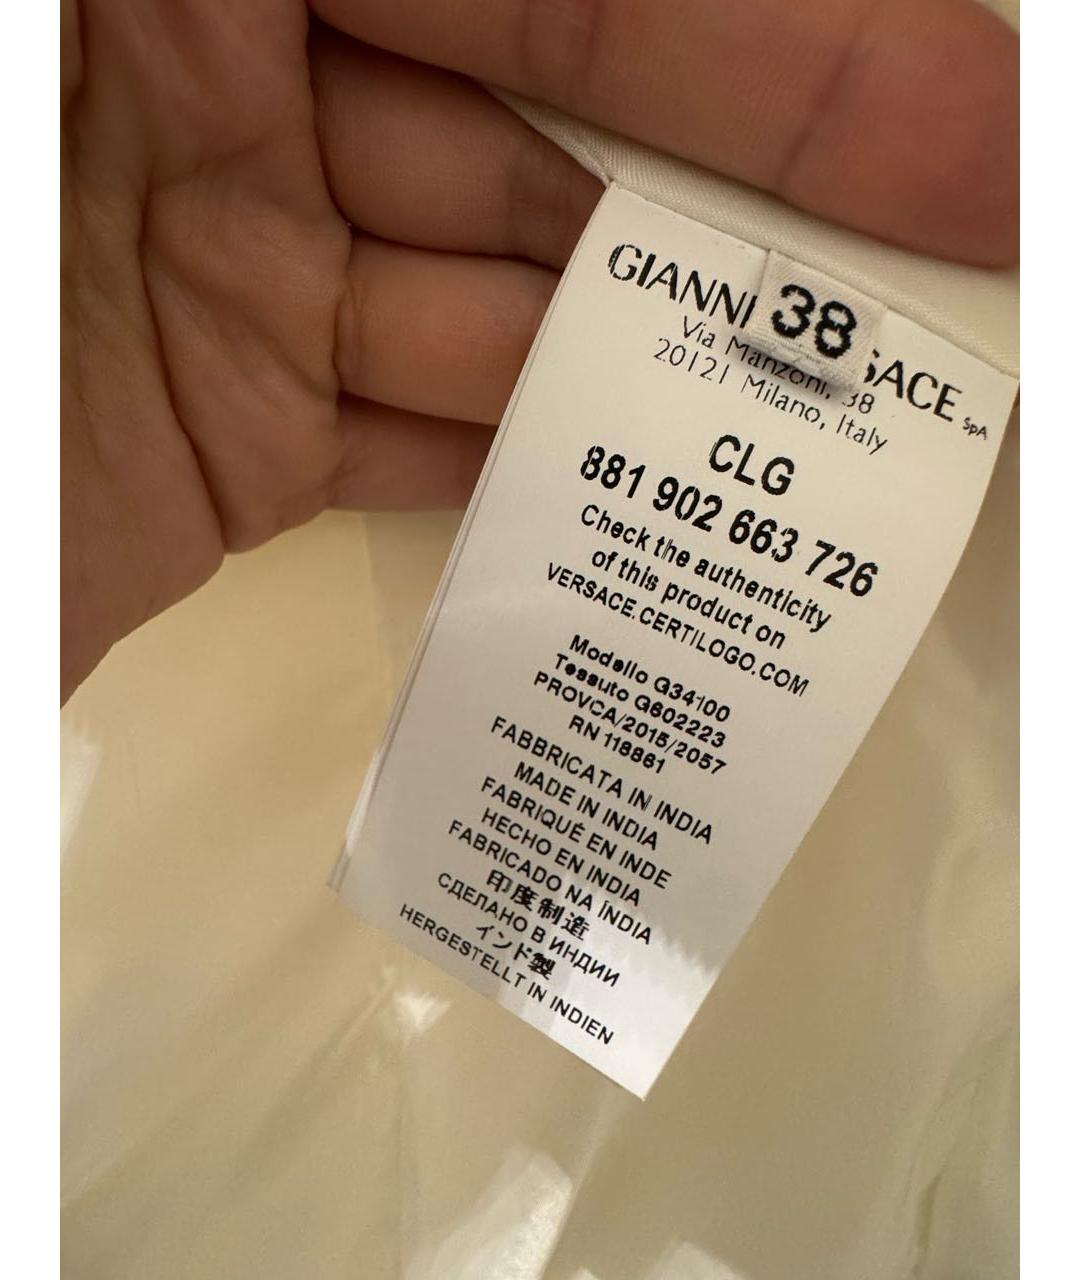 GIANNI SACE SpA
38
Via Manzoni, 38
20121 Milano, Italy
CLG
881 902 663 726
Check the authenticity
of this product on
VERSACE.CERTILOGO.COM
Modello G34100
Tessuto G602223
PROVCA/2015/2057
RN 118861
FABBRICATA IN INDIA
MADE IN INDIA
FABRIQUÉ EN INDE
HECHO EN INDIA
FABRICADO NA ÍNDIA
印度制造
СДЕЛАНО В ИНДИИ
インド製
HERGESTELLT IN INDIEN